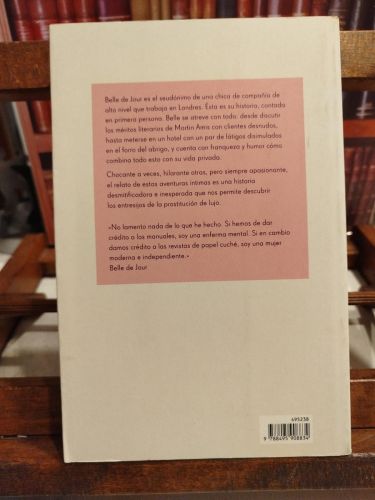 Belle de Jour es el seudónimo de una chica de compañía de
alto nivel que trabaja en Londres. Ésta es su historia, contada
en primera persona. Belle se atreve con todo: desde discutir
los méritos literarios de Martin Amis con clientes desnudos,
hasta meterse en un hotel con un par de látigos disimulados
en el forro del abrigo, y cuenta con franqueza y humor cómo
combina todo esto con su vida privada.
Chocante a veces, hilarante otras, pero siempre apasionante,
el relato de estas aventuras íntimas es una historia
desmitificadora e inesperada que nos permite descubrir
los entresijos de la prostitución de lujo.
«No lamento nada de lo que he hecho. Si hemos de dar
crédito a los manuales, soy una enferma mental. Si en cambio
damos crédito a las revistas de papel cuché, soy una mujer
moderna e independiente.»
Belle de Jour
495238
9 788495 908834